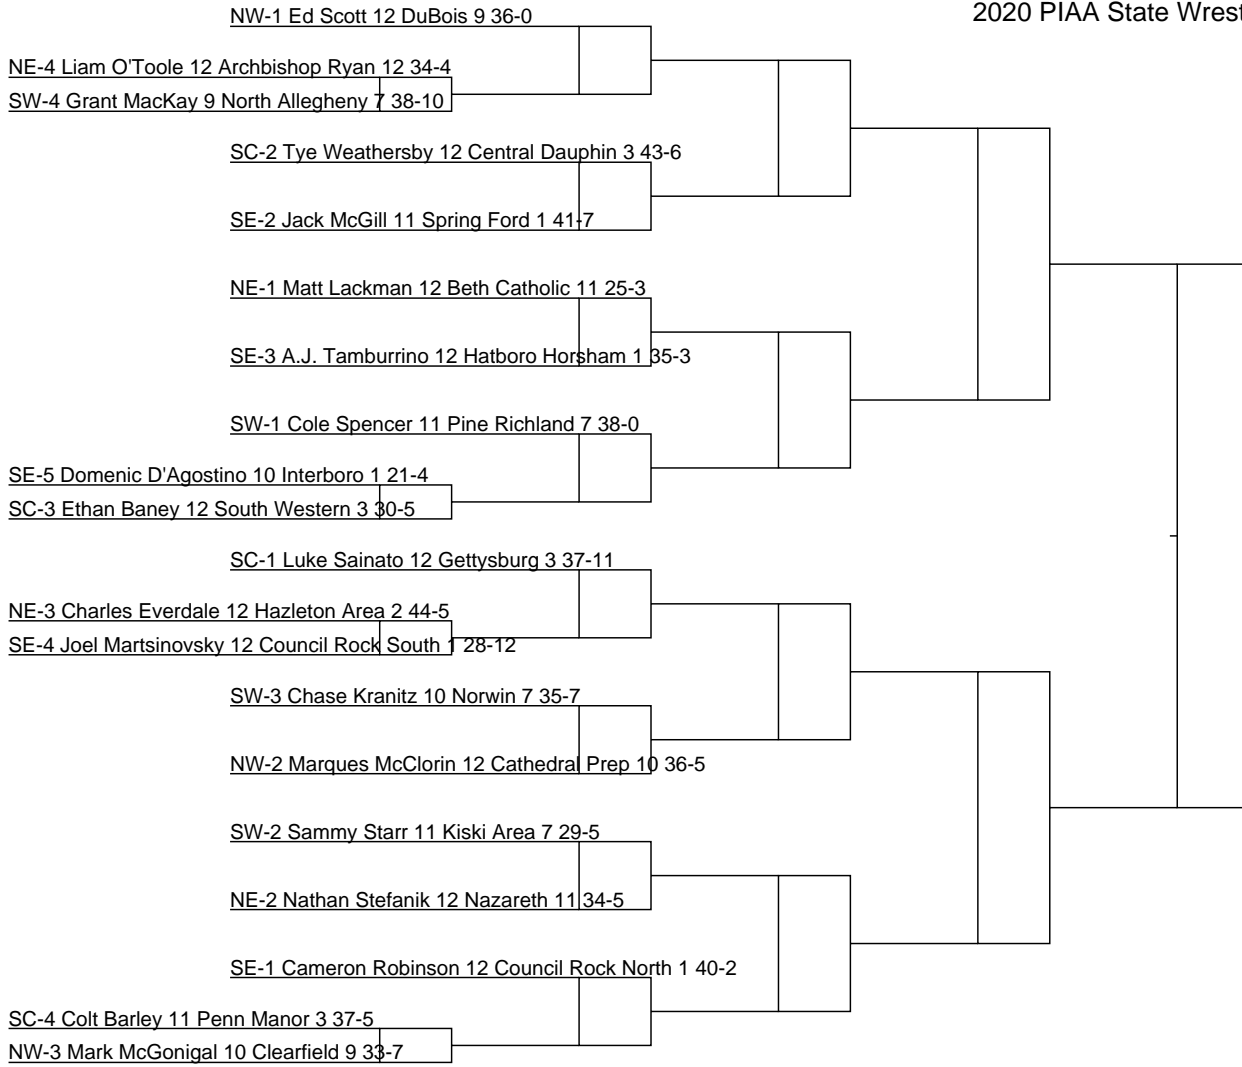 2020 PIAA State Wrest
NW-1 Ed Scott 12 DuBois 9 36-0
NE-4 Liam O'Toole 12 Archbishop Ryan 12 34-4
SW-4 Grant MacKay 9 North Allegheny 7 38-10
SC-2 Tye Weathersby 12 Central Dauphin 3 43-6
SE-2 Jack McGill 11 Spring Ford 1 41-7
NE-1 Matt Lackman 12 Beth Catholic 11 25-3
SE-3 A.J. Tamburrino 12 Hatboro Horsham 1 35-3
SW-1 Cole Spencer 11 Pine Richland 7 38-0
SE-5 Domenic D'Agostino 10 Interboro 1 21-4
SC-3 Ethan Baney 12 South Western 3 30-5
SC-1 Luke Sainato 12 Gettysburg 3 37-11
NE-3 Charles Everdale 12 Hazleton Area 2 44-5
SE-4 Joel Martsinovsky 12 Council Rock South 1 28-12
SW-3 Chase Kranitz 10 Norwin 7 35-7
NW-2 Marques McClorin 12 Cathedral Prep 10 36-5
SW-2 Sammy Starr 11 Kiski Area 7 29-5
NE-2 Nathan Stefanik 12 Nazareth 11 34-5
SE-1 Cameron Robinson 12 Council Rock North 1 40-2
SC-4 Colt Barley 11 Penn Manor 3 37-5
NW-3 Mark McGonigal 10 Clearfield 9 33-7